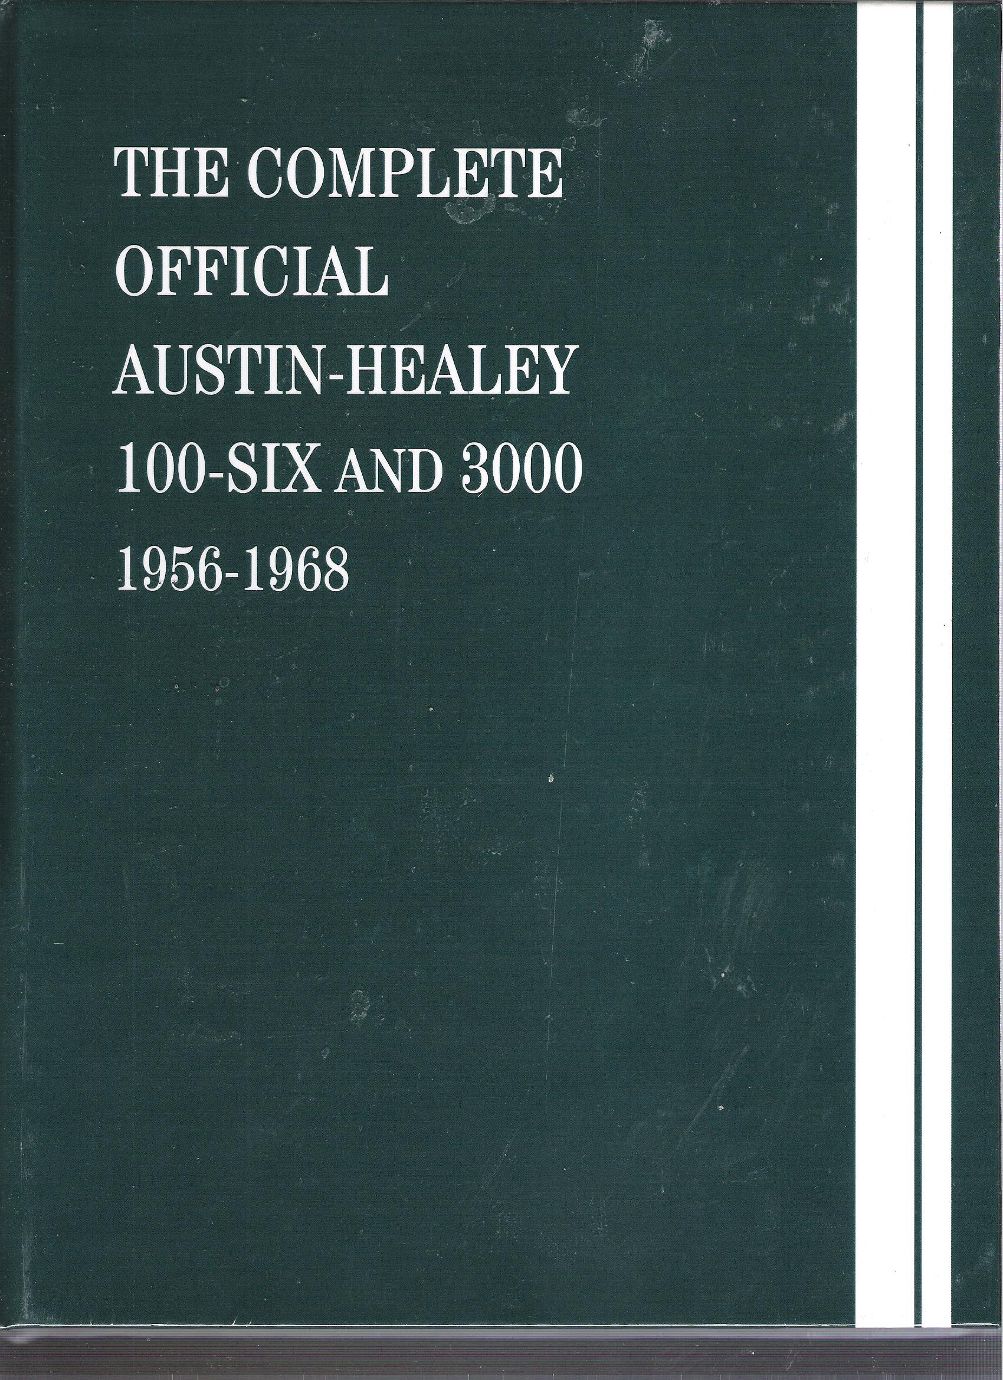 THE COMPLETE
OFFICIAL
AUSTIN-HEALEY
100-SIX AND 3000
1956-1968